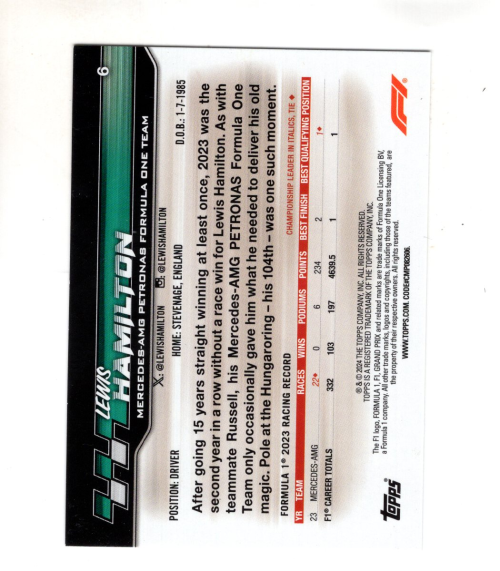 6
LEWIS
HAMILTON
MERCEDES-AMG PETRONAS FORMULA ONE TEAM
X: @LEWISHAMILTON @LEWISHAMILTON
POSITION: DRIVER HOME: STEVENAGE, ENGLAND D.O.B.: 1-7-1985
After going 15 years straight winning at least once, 2023 was the
second year in a row without a race win for Lewis Hamilton. As with
teammate Russell, his Mercedes-AMG PETRONAS Formula One
Team only occasionally gave him what he needed to deliver his old
magic. Pole at the Hungaroring – his 104th – was one such moment.
FORMULA 1® 2023 RACING RECORD CHAMPIONSHIP LEADER IN ITALICS, TIE ♦
YR TEAM RACES WINS PODIUMS POINTS BEST FINISH BEST QUALIFYING POSITION
23 MERCEDES-AMG 22♦ 0 6 234 2 1♦
F1® CAREER TOTALS 332 103 197 4639.5 1 1
® & © 2024 THE TOPPS COMPANY, INC. ALL RIGHTS RESERVED.
TOPPS IS A REGISTERED TRADEMARK OF THE TOPPS COMPANY, INC.
The F1 logo, FORMULA 1, F1, GRAND PRIX and related marks are trade marks of Formula One Licensing BV,
a Formula 1 company. All other trade marks, logos and copyrights, including those of the teams featured, are
the property of their respective owners. All rights reserved.
WWW.TOPPS.COM. CODE#CMP082686.
Topps
F1